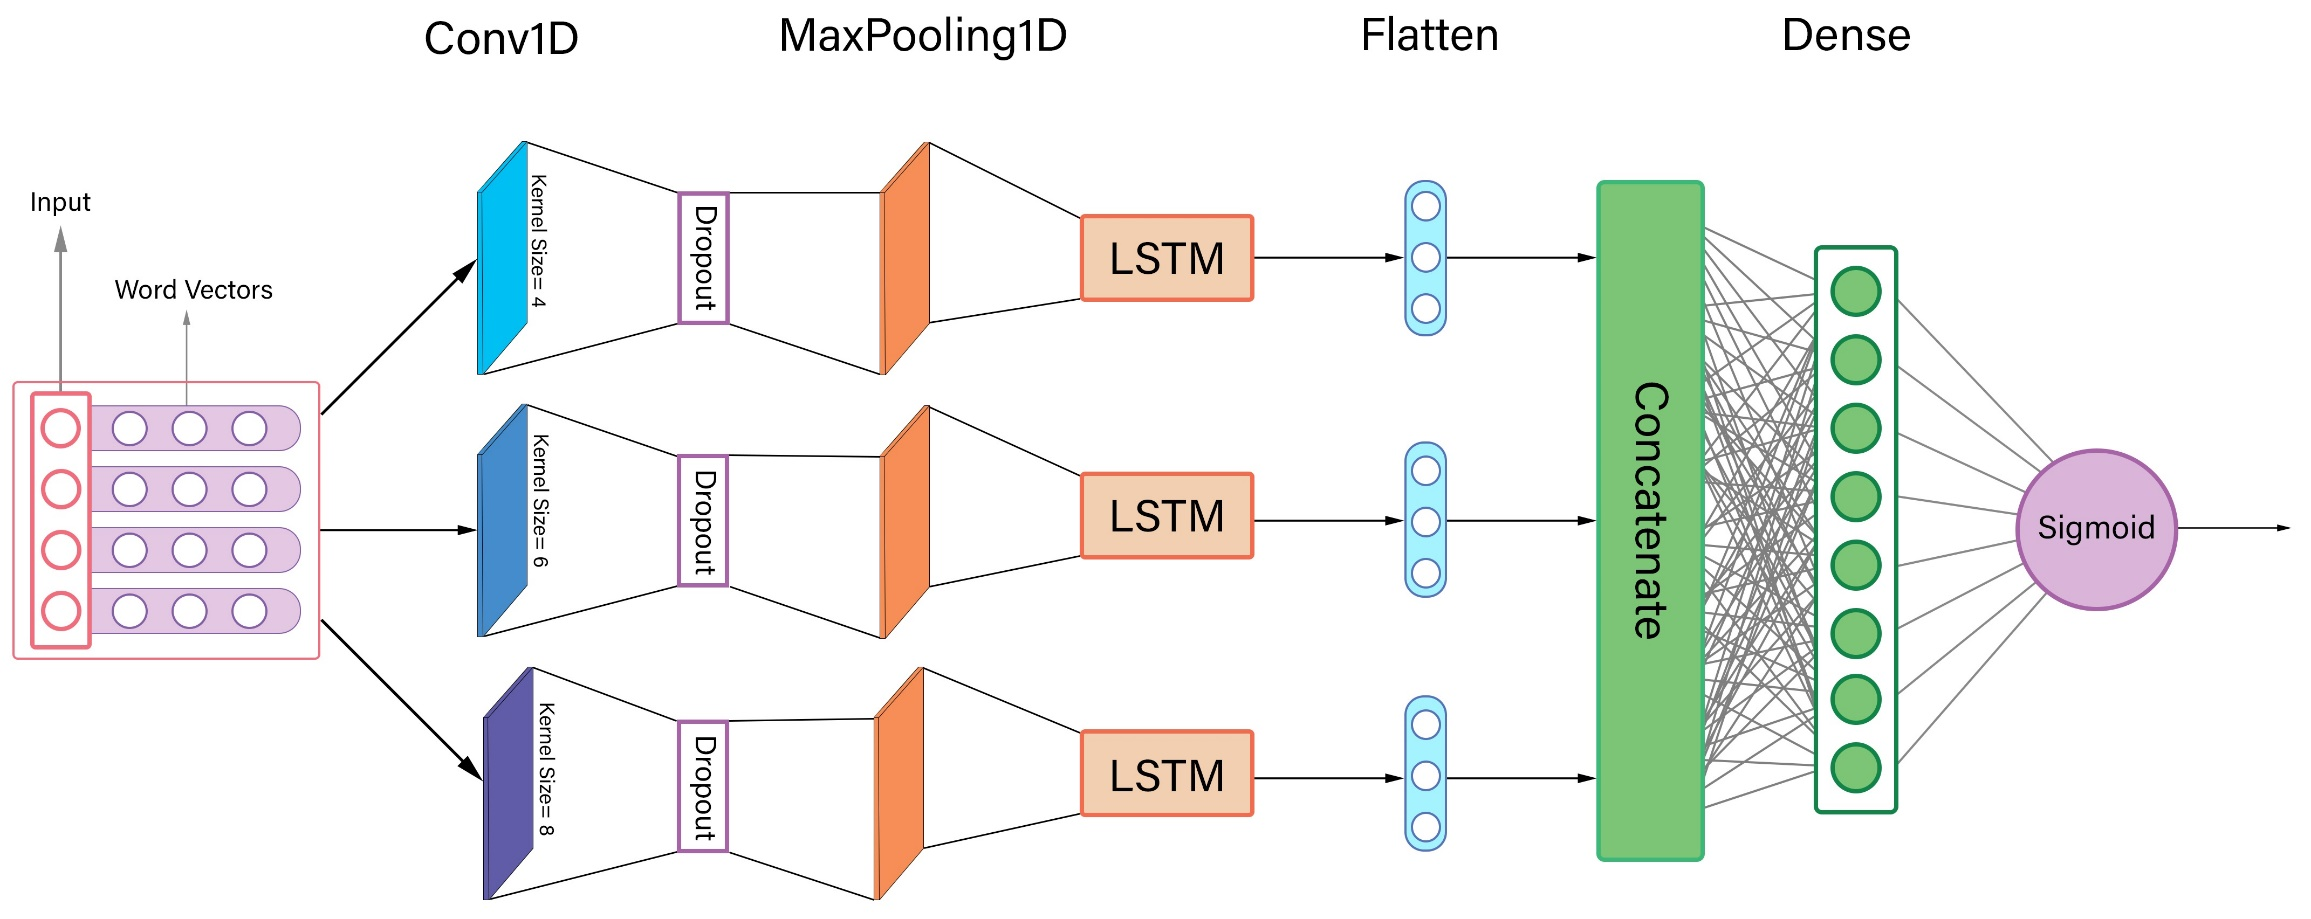 Conv1D
MaxPooling1D
Flatten
Dense
Input
Word Vectors
Kernel Size= 4
Dropout
LSTM
Kernel Size= 6
Dropout
LSTM
Kernel Size= 8
Dropout
LSTM
Concatenate
Sigmoid